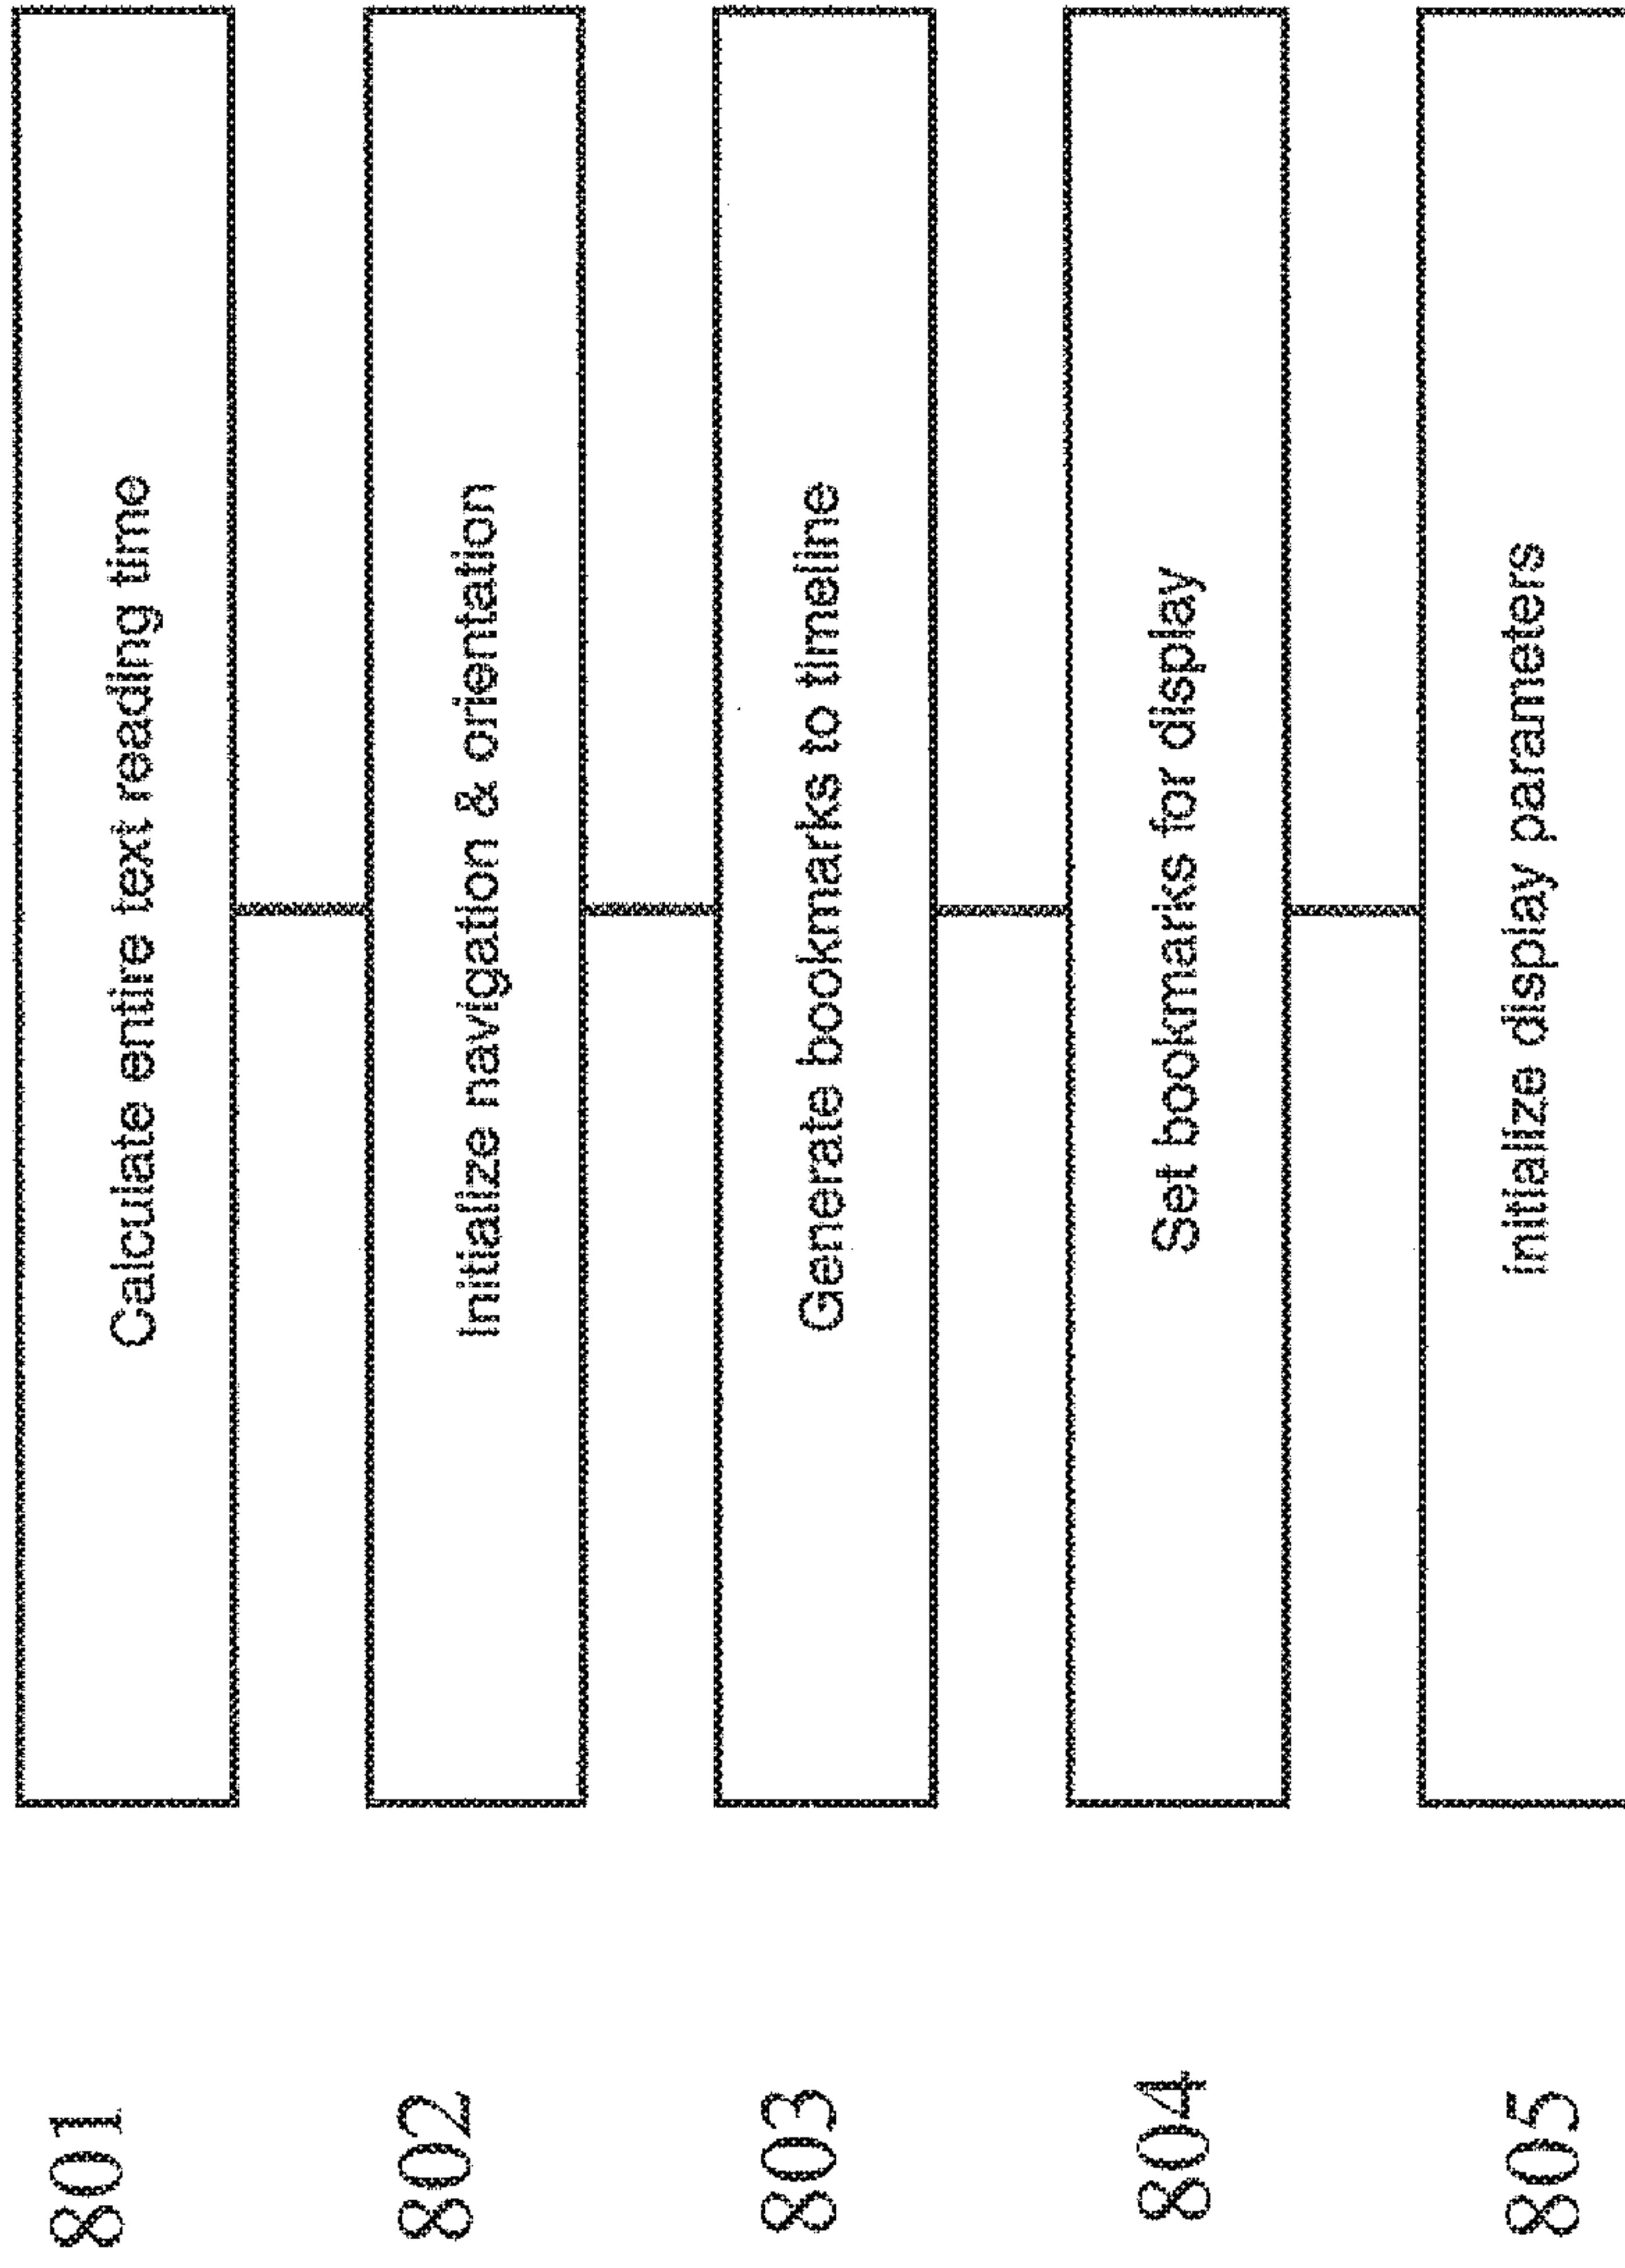 801
Calculate entire text reading time
802
Initialize navigation & orientation
803
Generate bookmarks to timeline
804
Set bookmarks for display
805
Initialize display parameters